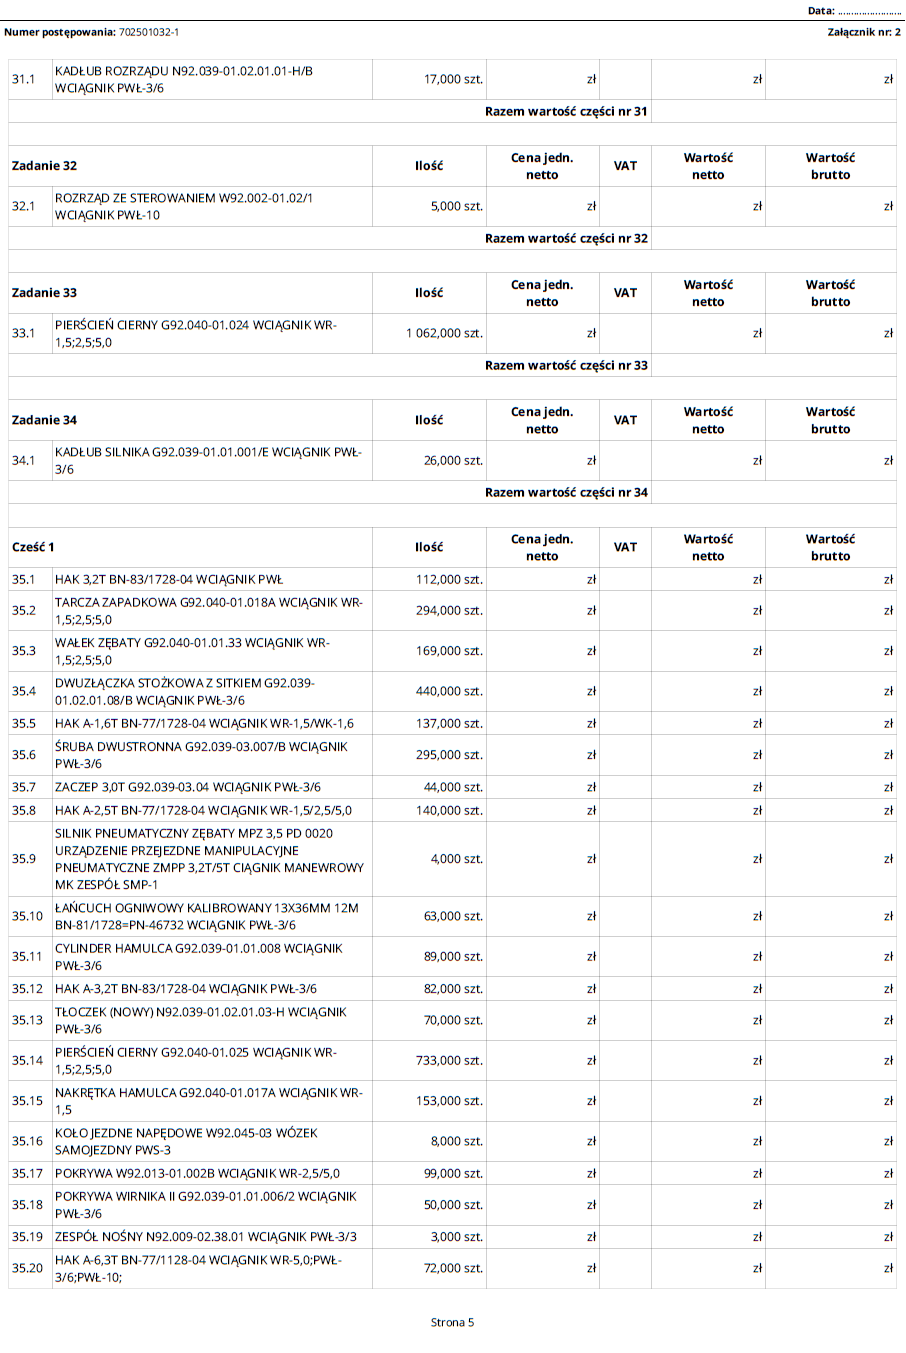 Data: ........................
Numer postępowania: 702501032-1 Załącznik nr: 2
31.1 KADŁUB ROZRZĄDU N92.039-01.02.01.01-H/B
WCIĄGNIK PWŁ-3/6 17,000 szt. zł zł zł
Razem wartość części nr 31
Zadanie 32 Ilość Cena jedn.
netto VAT Wartość
netto Wartość
brutto
32.1 ROZRZĄD ZE STEROWANIEM W92.002-01.02/1
WCIĄGNIK PWŁ-10 5,000 szt. zł zł zł
Razem wartość części nr 32
Zadanie 33 Ilość Cena jedn.
netto VAT Wartość
netto Wartość
brutto
33.1 PIERŚCIEŃ CIERNY G92.040-01.024 WCIĄGNIK WR-
1,5;2,5;5,0 1 062,000 szt. zł zł zł
Razem wartość części nr 33
Zadanie 34 Ilość Cena jedn.
netto VAT Wartość
netto Wartość
brutto
34.1 KADŁUB SILNIKA G92.039-01.01.001/E WCIĄGNIK PWŁ-
3/6 26,000 szt. zł zł zł
Razem wartość części nr 34
Cześć 1 Ilość Cena jedn.
netto VAT Wartość
netto Wartość
brutto
35.1 HAK 3,2T BN-83/1728-04 WCIĄGNIK PWŁ 112,000 szt. zł zł zł
35.2 TARCZA ZAPADKOWA G92.040-01.018A WCIĄGNIK WR-
1,5;2,5;5,0 294,000 szt. zł zł zł
35.3 WAŁEK ZĘBATY G92.040-01.01.33 WCIĄGNIK WR-
1,5;2,5;5,0 169,000 szt. zł zł zł
35.4 DWUZŁĄCZKA STOŻKOWA Z SITKIEM G92.039-
01.02.01.08/B WCIĄGNIK PWŁ-3/6 440,000 szt. zł zł zł
35.5 HAK A-1,6T BN-77/1728-04 WCIĄGNIK WR-1,5/WK-1,6 137,000 szt. zł zł zł
35.6 ŚRUBA DWUSTRONNA G92.039-03.007/B WCIĄGNIK
PWŁ-3/6 295,000 szt. zł zł zł
35.7 ZACZEP 3,0T G92.039-03.04 WCIĄGNIK PWŁ-3/6 44,000 szt. zł zł zł
35.8 HAK A-2,5T BN-77/1728-04 WCIĄGNIK WR-1,5/2,5/5,0 140,000 szt. zł zł zł
35.9 SILNIK PNEUMATYCZNY ZĘBATY MPZ 3,5 PD 0020
URZĄDZENIE PRZEJEZDNE MANIPULACYJNE
PNEUMATYCZNE ZMPP 3,2T/5T CIĄGNIK MANEWROWY
MK ZESPÓŁ SMP-1 4,000 szt. zł zł zł
35.10 ŁAŃCUCH OGNIWOWY KALIBROWANY 13X36MM 12M
BN-81/1728=PN-46732 WCIĄGNIK PWŁ-3/6 63,000 szt. zł zł zł
35.11 CYLINDER HAMULCA G92.039-01.01.008 WCIĄGNIK
PWŁ-3/6 89,000 szt. zł zł zł
35.12 HAK A-3,2T BN-83/1728-04 WCIĄGNIK PWŁ-3/6 82,000 szt. zł zł zł
35.13 TŁOCZEK (NOWY) N92.039-01.02.01.03-H WCIĄGNIK
PWŁ-3/6 70,000 szt. zł zł zł
35.14 PIERŚCIEŃ CIERNY G92.040-01.025 WCIĄGNIK WR-
1,5;2,5;5,0 733,000 szt. zł zł zł
35.15 NAKRĘTKA HAMULCA G92.040-01.017A WCIĄGNIK WR-
1,5 153,000 szt. zł zł zł
35.16 KOŁO JEZDNE NAPĘDOWE W92.045-03 WÓZEK
SAMOJEZDNY PWS-3 8,000 szt. zł zł zł
35.17 POKRYWA W92.013-01.002B WCIĄGNIK WR-2,5/5,0 99,000 szt. zł zł zł
35.18 POKRYWA WIRNIKA II G92.039-01.01.006/2 WCIĄGNIK
PWŁ-3/6 50,000 szt. zł zł zł
35.19 ZESPÓŁ NOŚNY N92.009-02.38.01 WCIĄGNIK PWŁ-3/3 3,000 szt. zł zł zł
35.20 HAK A-6,3T BN-77/1128-04 WCIĄGNIK WR-5,0;PWŁ-
3/6;PWŁ-10; 72,000 szt. zł zł zł
Strona 5